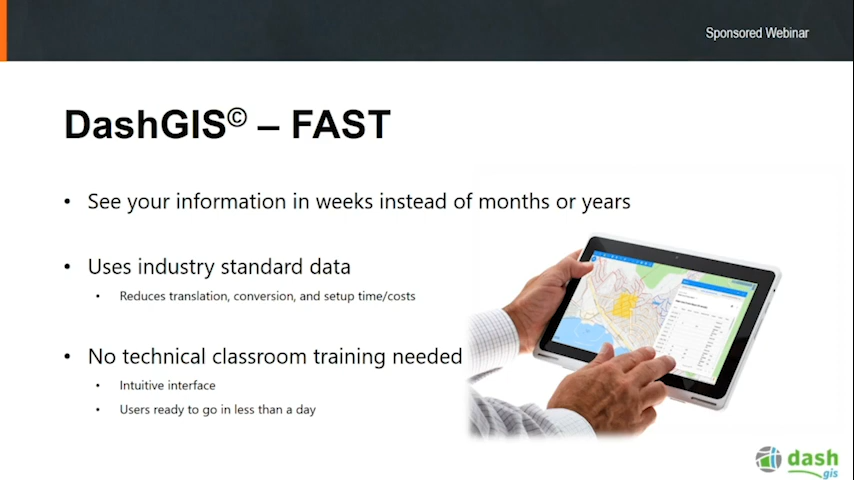 Sponsored Webinar
DashGIS© – FAST
• See your information in weeks instead of months or years
• Uses industry standard data
• Reduces translation, conversion, and setup time/costs
• No technical classroom training needed
• Intuitive interface
• Users ready to go in less than a day
dash
gis